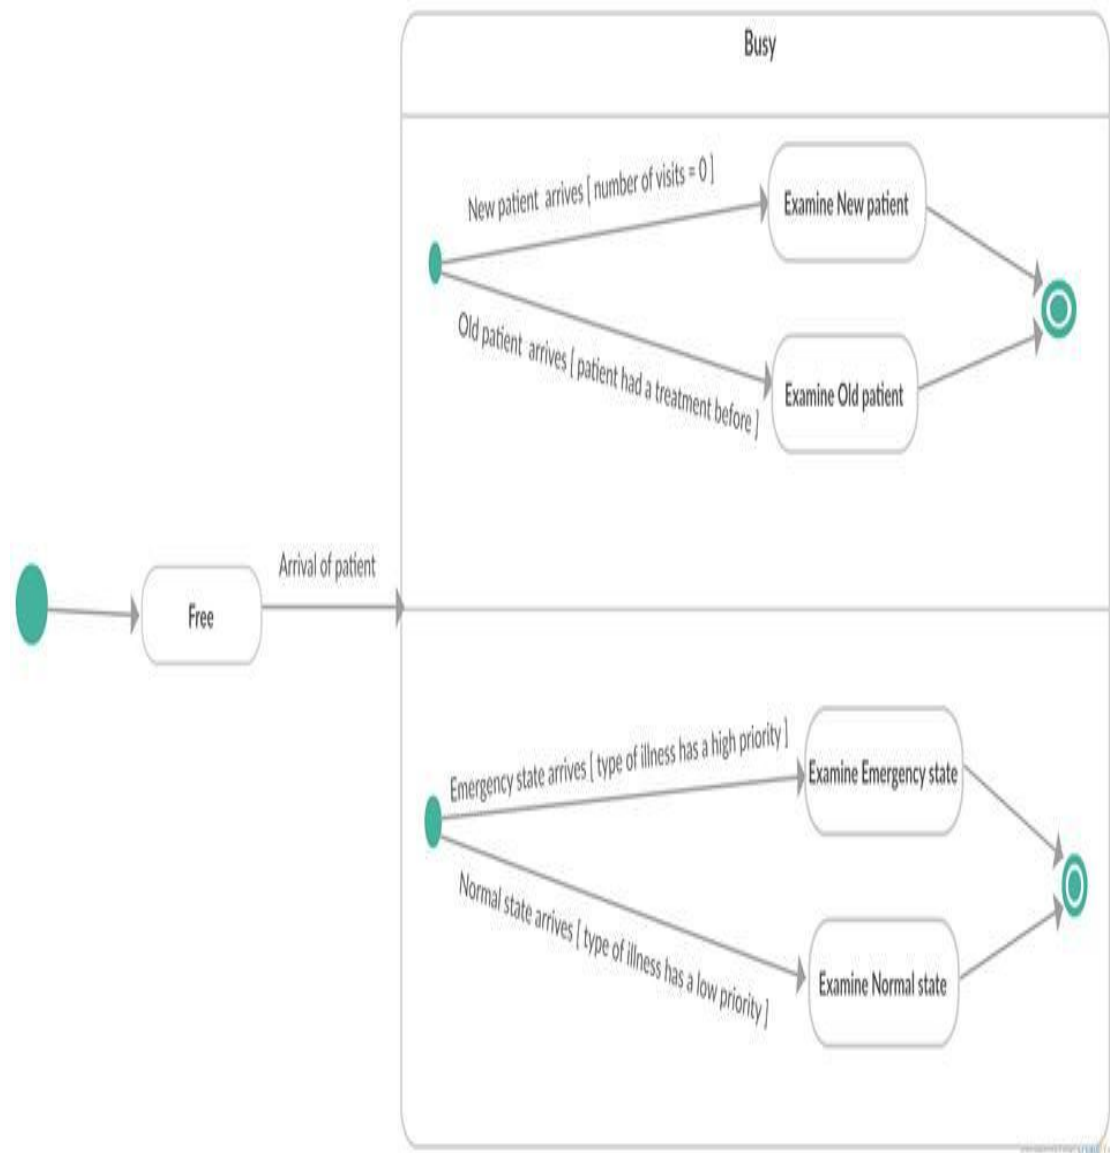 Busy
New patient arrives [ number of visits = 0 ]
Examine New patient
Old patient arrives [ patient had a treatment before ]
Examine Old patient
Arrival of patient
Free
Emergency state arrives [ type of illness has a high priority ]
Examine Emergency state
Normal state arrives [ type of illness has a low priority ]
Examine Normal state